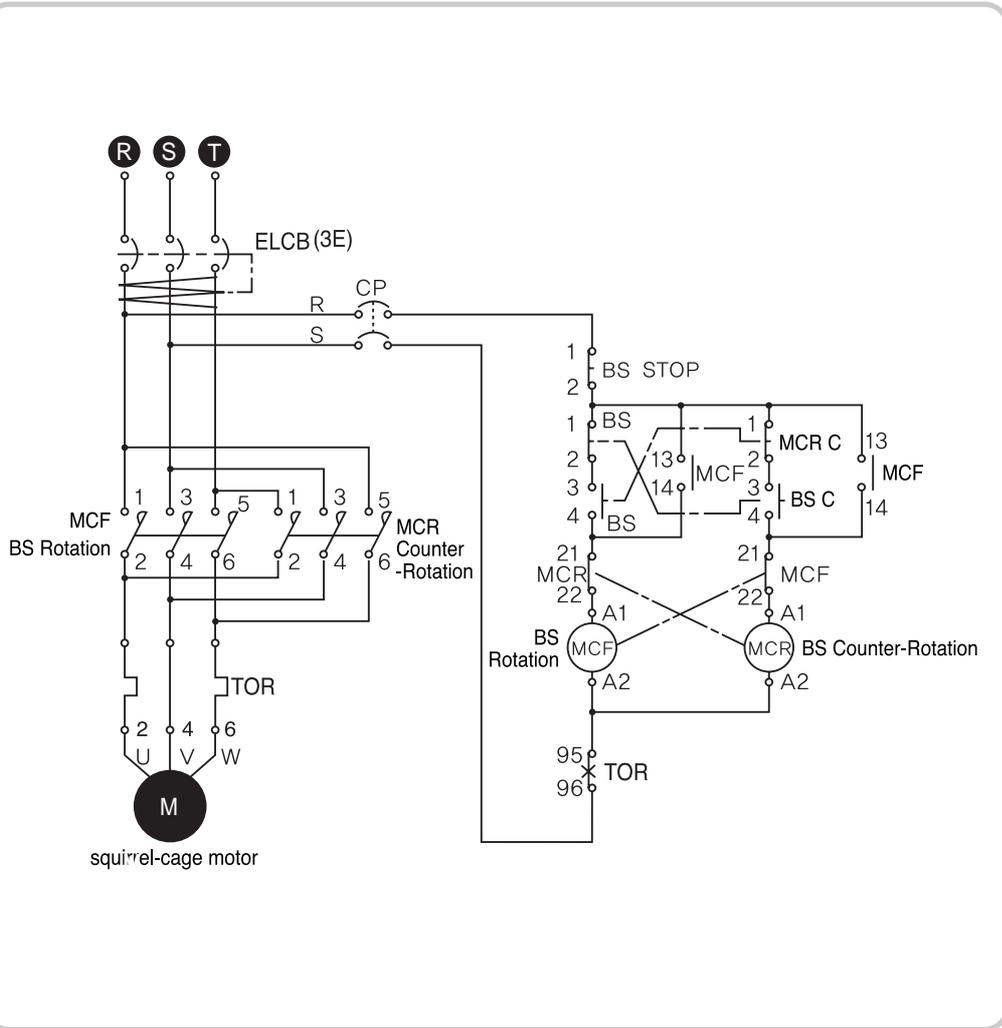 R S T
ELCB (3E)
CP
R
S
1
BS STOP
2
1 BS
1
MCR C
13
2
13
MCF
2
MCF
3
14
3
BS C
14
4
BS
4
1 3 5 1 3 5
MCF
BS Rotation
MCR
Counter
-Rotation
2 4 6 2 4 6
21
MCR
22
21
MCF
22
A1
A1
BS
Rotation
MCF
MCR
BS Counter-Rotation
A2
A2
TOR
2 4 6
U V W
95
TOR
96
M
squirrel-cage motor